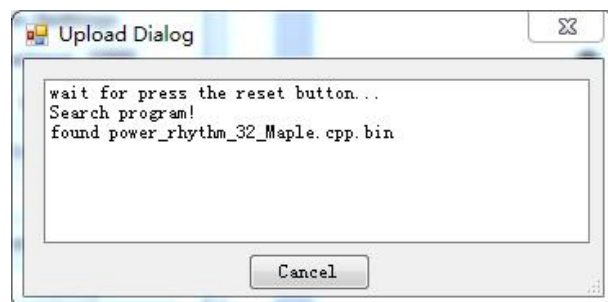 Upload Dialog
wait for press the reset button...
Search program!
found power_rhythm_32_Maple.cpp.bin
Cancel